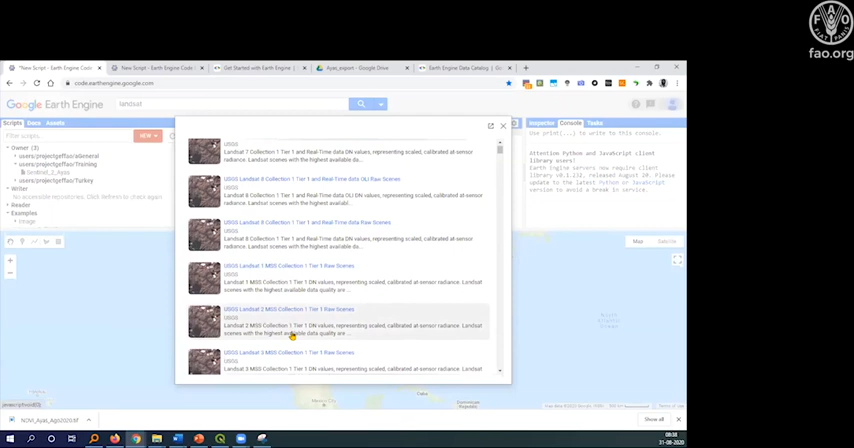 FAO
FIAT PANIS
fao.org
*New Script - Earth Engine Code
New Script - Earth Engine Code
Get Started with Earth Engine
Ayas_export - Google Drive
Earth Engine Data Catalog | Go
code.earthengine.google.com
Google Earth Engine
landsat
Scripts Docs Assets
Filter scripts...
NEW
Owner (3)
users/projectgeffao/aGeneral
users/projectgeffao/Training
Sentinel_2_Ayas
users/projectgeffao/Turkey
Writer
No accessible repositories. Click Refresh to check again.
Reader
Examples
Image
USGS
Landsat 7 Collection 1 Tier 1 and Real-Time data DN values, representing scaled, calibrated at-sensor
radiance. Landsat scenes with the highest available da...
USGS Landsat 8 Collection 1 Tier 1 and Real-Time data OLI Raw Scenes
USGS
Landsat 8 Collection 1 Tier 1 and Real-Time data OLI DN values, representing scaled, calibrated at-sensor
radiance. Landsat scenes with the highest availabl...
USGS Landsat 8 Collection 1 Tier 1 and Real-Time data Raw Scenes
USGS
Landsat 8 Collection 1 Tier 1 and Real-Time data DN values, representing scaled, calibrated at-sensor
radiance. Landsat scenes with the highest available da...
USGS Landsat 1 MSS Collection 1 Tier 1 Raw Scenes
USGS
Landsat 1 MSS Collection 1 Tier 1 DN values, representing scaled, calibrated at-sensor radiance. Landsat
scenes with the highest available data quality are ...
USGS Landsat 2 MSS Collection 1 Tier 1 Raw Scenes
USGS
Landsat 2 MSS Collection 1 Tier 1 DN values, representing scaled, calibrated at-sensor radiance. Landsat
scenes with the highest available data quality are ...
USGS Landsat 3 MSS Collection 1 Tier 1 Raw Scenes
USGS
Landsat 3 MSS Collection 1 Tier 1 DN values, representing scaled, calibrated at-sensor radiance. Landsat
Inspector Console Tasks
Use print(...) to write to this console.
Attention Python and JavaScript client
library users!
Earth Engine servers now require client
library v0.1.232, released August 20. Please
update to the latest Python or JavaScript
version to avoid a break in service.
Map Satellite
Cuba
Dominican
Republic
Mexico
Show all
09:38
31-08-2020